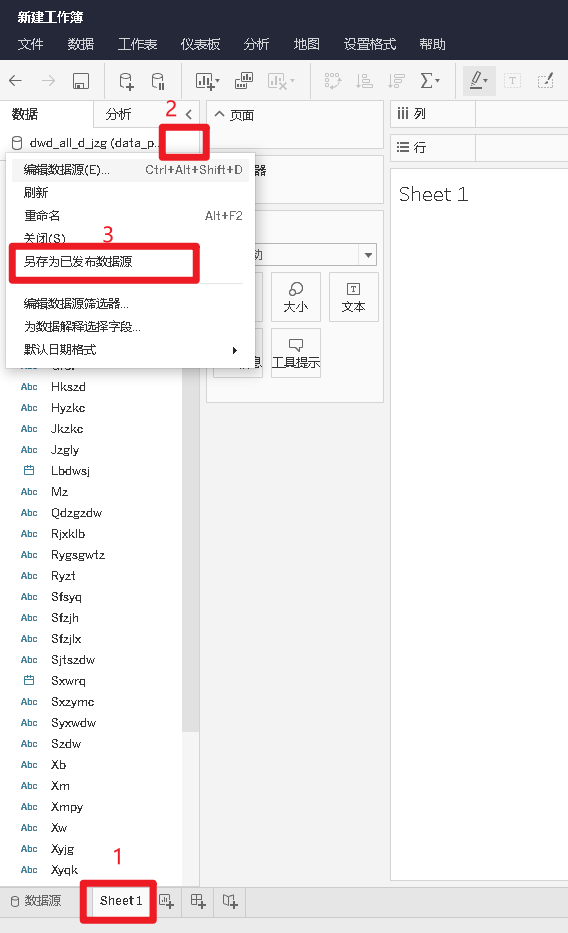 新建工作簿
文件 数据 工作表 仪表板 分析 地图 设置格式 帮助
数据 分析 2 页面 列
dwd_all_d_jzg (data_p... 行
编辑数据源(E)... Ctrl+Alt+Shift+D 器
刷新 Sheet 1
重命名 Alt+F2
关闭(S) 3
另存为已发布数据源 动
编辑数据源筛选器... 大小 文本
为数据解释选择字段...
默认日期格式 息 工具提示
Abc Hkszd
Abc Hyzkc
Abc Jkzkc
Abc Jzgly
Lbdwsj
Abc Mz
Abc Qdzgzdw
Abc Rjxklb
Abc Rygsgwtz
Abc Ryzt
Abc Sfsyq
Abc Sfzjh
Abc Sfzjlx
Abc Sjtszdw
Sxwrq
Abc Sxzymc
Abc Syxwdw
Abc Szdw
Abc Xb
Abc Xm
Abc Xmpy
Abc Xw
Abc Xyjg
1
Abc Xyqk
数据源 Sheet 1